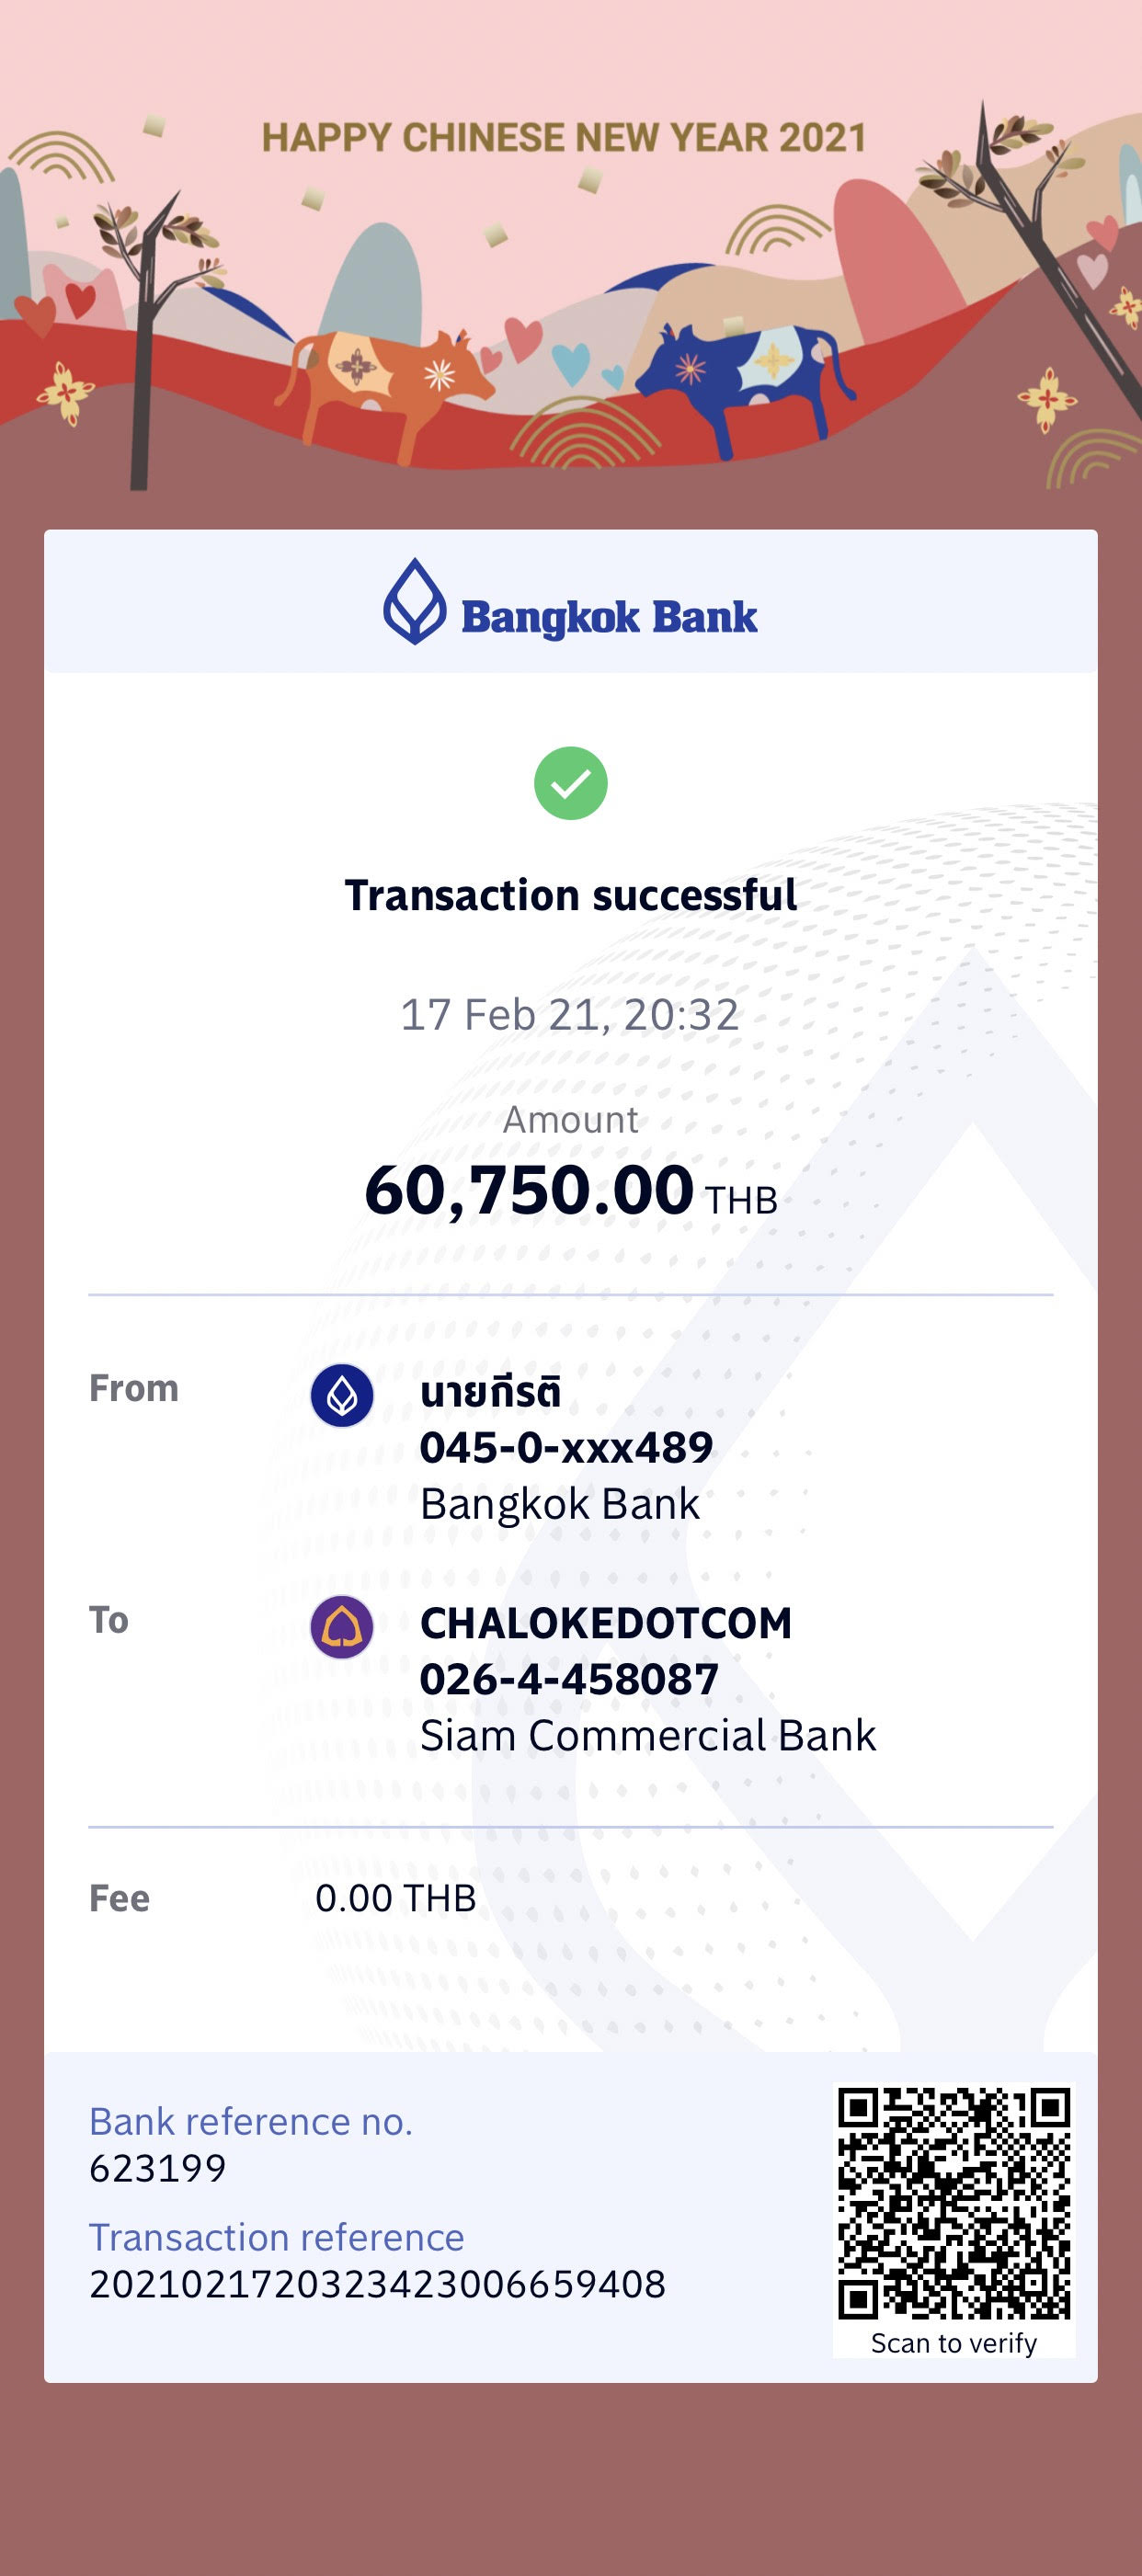 HAPPY CHINESE NEW YEAR 2021
Bangkok Bank
Transaction successful
17 Feb 21, 20:32
Amount
60,750.00 THB
From
นายกีรติ
045-0-xxx489
Bangkok Bank
To
CHALOKEDOTCOM
026-4-458087
Siam Commercial Bank
Fee
0.00 THB
Bank reference no.
623199
Transaction reference
2021021720323423006659408
Scan to verify